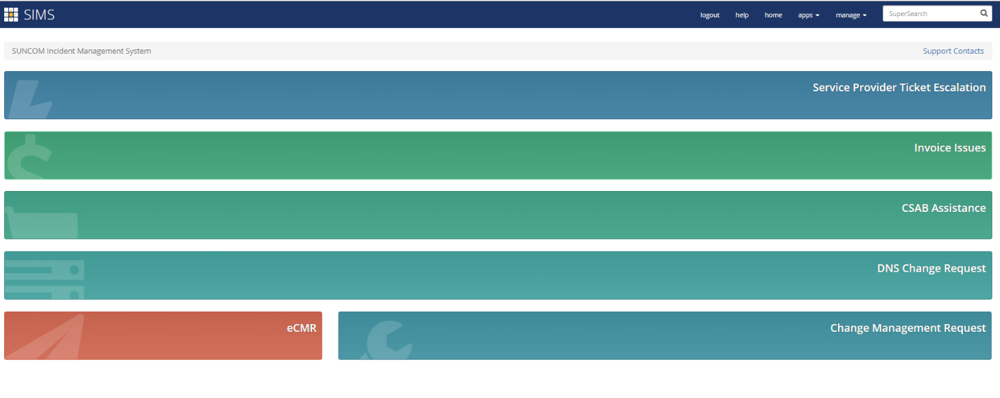 SIMS
logout help home apps manage SuperSearch
SUNCOM Incident Management System
Support Contacts
Service Provider Ticket Escalation
Invoice Issues
CSAB Assistance
DNS Change Request
eCMR
Change Management Request